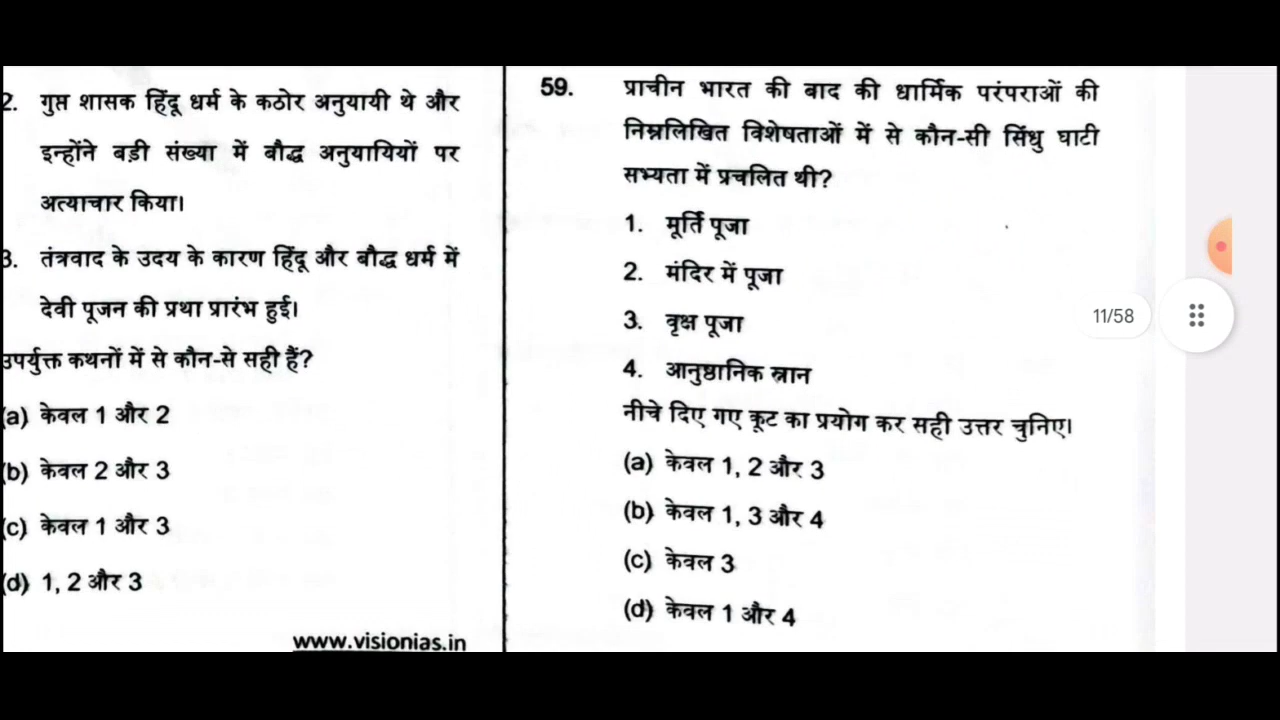 2. गुप्त शासक हिंदू धर्म के कठोर अनुयायी थे और
इन्होंने बड़ी संख्या में बौद्ध अनुयायियों पर
अत्याचार किया।
3. तंत्रवाद के उदय के कारण हिंदू और बौद्ध धर्म में
देवी पूजन की प्रथा प्रारंभ हुई।
उपर्युक्त कथनों में से कौन-से सही हैं?
(a) केवल 1 और 2
(b) केवल 2 और 3
(c) केवल 1 और 3
(d) 1, 2 और 3
www.visionias.in
59. प्राचीन भारत की बाद की धार्मिक परंपराओं की
निम्नलिखित विशेषताओं में से कौन-सी सिंधु घाटी
सभ्यता में प्रचलित थी?
1. मूर्ति पूजा
2. मंदिर में पूजा
3. वृक्ष पूजा
4. आनुष्ठानिक स्नान
नीचे दिए गए कूट का प्रयोग कर सही उत्तर चुनिए।
(a) केवल 1, 2 और 3
(b) केवल 1, 3 और 4
(c) केवल 3
(d) केवल 1 और 4
11/58